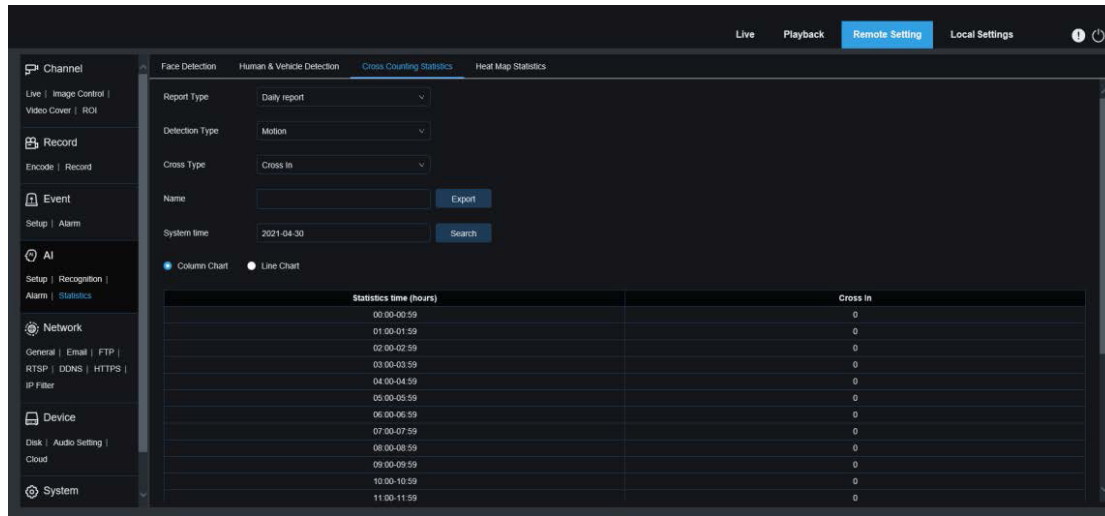 Live Playback Remote Setting Local Settings
Channel
Live | Image Control |
Video Cover | ROI
Record
Encode | Record
Event
Setup | Alarm
AI
Setup | Recognition |
Alarm | Statistics
Network
General | Email | FTP |
RTSP | DDNS | HTTPS |
IP Filter
Device
Disk | Audio Setting |
Cloud
System
Face Detection Human & Vehicle Detection Cross Counting Statistics Heat Map Statistics
Report Type Daily report
Detection Type Motion
Cross Type Cross In
Name Export
System time 2021-04-30 Search
Column Chart Line Chart
Statistics time (hours) Cross In
00:00-00:59 0
01:00-01:59 0
02:00-02:59 0
03:00-03:59 0
04:00-04:59 0
05:00-05:59 0
06:00-06:59 0
07:00-07:59 0
08:00-08:59 0
09:00-09:59 0
10:00-10:59 0
11:00-11:59 0